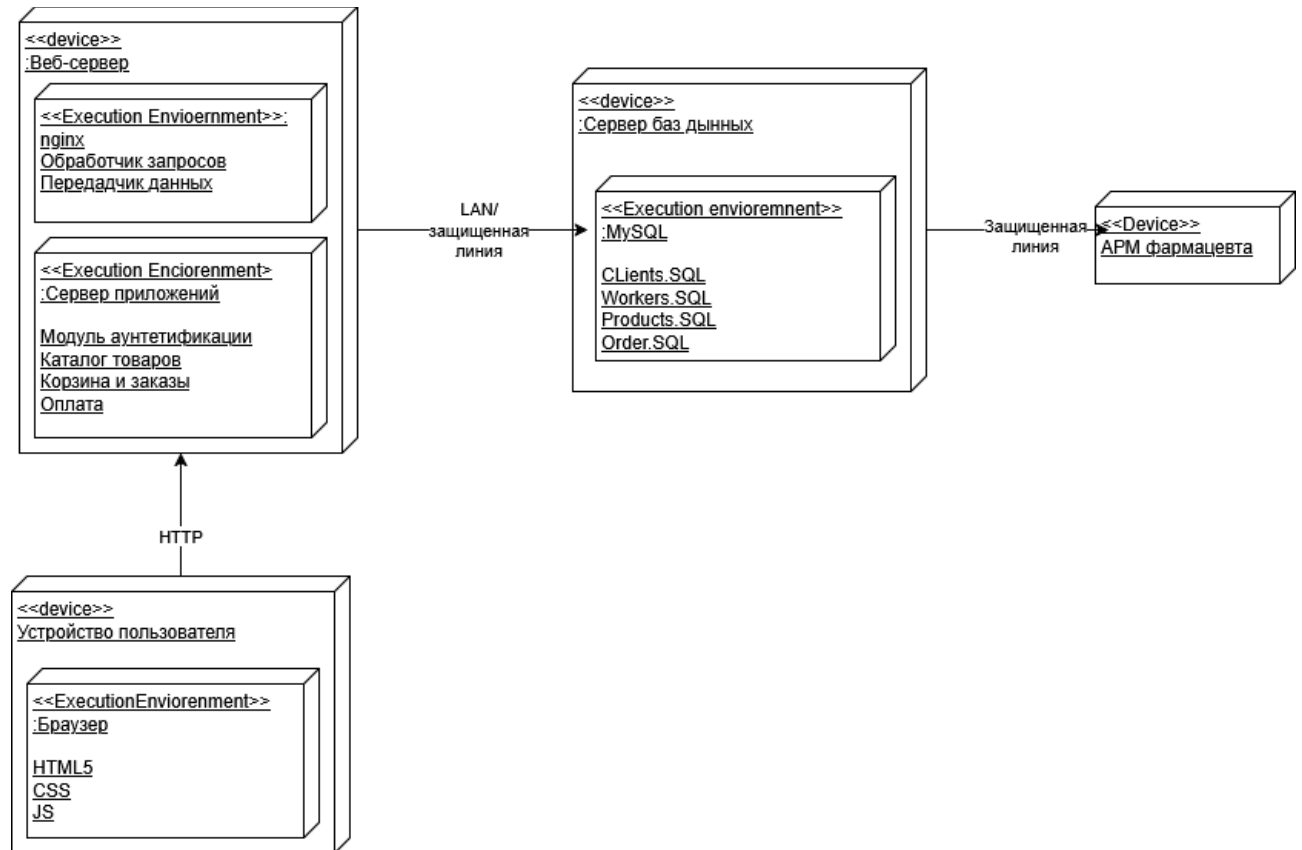 <<device>>
:Веб-сервер
<<Execution Envioernment>>:
nginx
Обработчик запросов
Передадчик данных
<<Execution Enciorenment>
:Сервер приложений
Модуль аунтетификации
Каталог товаров
Корзина и заказы
Оплата
LAN/
защищенная
линия
<<device>>
:Сервер баз дынных
<<Execution envioremnent>>
:MySQL
CLients.SQL
Workers.SQL
Products.SQL
Order.SQL
Защищенная
линия
<<Device>>
АРМ фармацевта
HTTP
<<device>>
Устройство пользователя
<<ExecutionEnviorenment>>
:Браузер
HTML5
CSS
JS